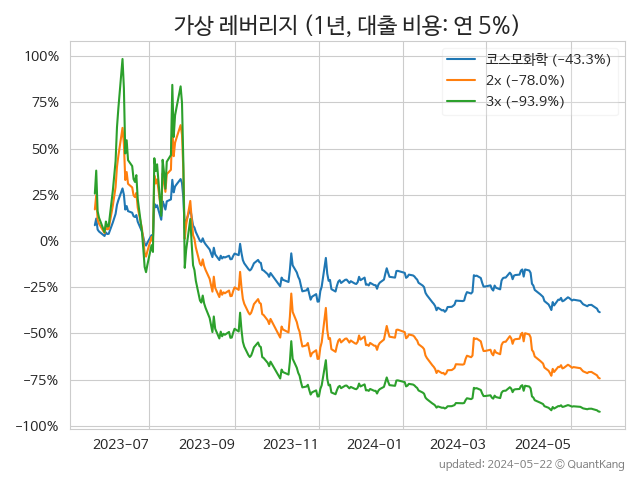 가상 레버리지 (1년, 대출 비용: 연 5%)
코스모화학 (−43.3%)
2x (−78.0%)
3x (−93.9%)
100%
75%
50%
25%
0%
−25%
−50%
−75%
−100%
2023-07 2023-09 2023-11 2024-01 2024-03 2024-05
updated: 2024-05-22 © QuantKang